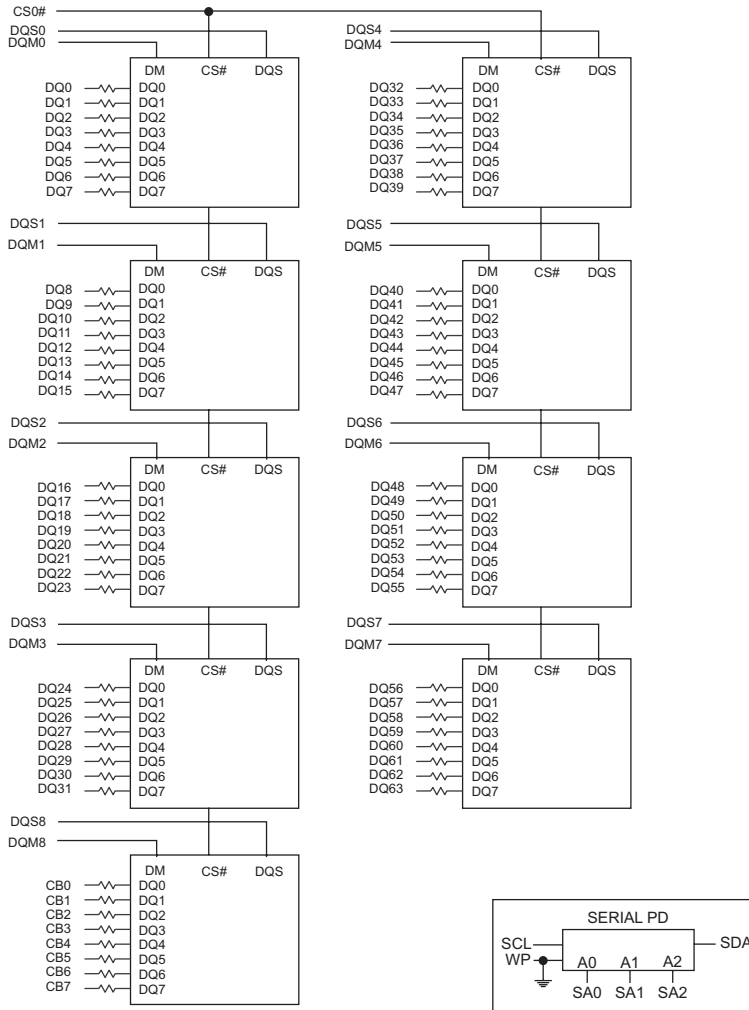 CS0#
DQS0
DQM0
DM CS# DQS
DQ0 DQ0
DQ1 DQ1
DQ2 DQ2
DQ3 DQ3
DQ4 DQ4
DQ5 DQ5
DQ6 DQ6
DQ7 DQ7
DQS1
DQM1
DM CS# DQS
DQ8 DQ0
DQ9 DQ1
DQ10 DQ2
DQ11 DQ3
DQ12 DQ4
DQ13 DQ5
DQ14 DQ6
DQ15 DQ7
DQS2
DQM2
DM CS# DQS
DQ16 DQ0
DQ17 DQ1
DQ18 DQ2
DQ19 DQ3
DQ20 DQ4
DQ21 DQ5
DQ22 DQ6
DQ23 DQ7
DQS3
DQM3
DM CS# DQS
DQ24 DQ0
DQ25 DQ1
DQ26 DQ2
DQ27 DQ3
DQ28 DQ4
DQ29 DQ5
DQ30 DQ6
DQ31 DQ7
DQS8
DQM8
DM CS# DQS
CB0 DQ0
CB1 DQ1
CB2 DQ2
CB3 DQ3
CB4 DQ4
CB5 DQ5
CB6 DQ6
CB7 DQ7
DQS4
DQM4
DM CS# DQS
DQ32 DQ0
DQ33 DQ1
DQ34 DQ2
DQ35 DQ3
DQ36 DQ4
DQ37 DQ5
DQ38 DQ6
DQ39 DQ7
DQS5
DQM5
DM CS# DQS
DQ40 DQ0
DQ41 DQ1
DQ42 DQ2
DQ43 DQ3
DQ44 DQ4
DQ45 DQ5
DQ46 DQ6
DQ47 DQ7
DQS6
DQM6
DM CS# DQS
DQ48 DQ0
DQ49 DQ1
DQ50 DQ2
DQ51 DQ3
DQ52 DQ4
DQ53 DQ5
DQ54 DQ6
DQ55 DQ7
DQS7
DQM7
DM CS# DQS
DQ56 DQ0
DQ57 DQ1
DQ58 DQ2
DQ59 DQ3
DQ60 DQ4
DQ61 DQ5
DQ62 DQ6
DQ63 DQ7
SERIAL PD
SCL SDA
WP A0 A1 A2
SA0 SA1 SA2